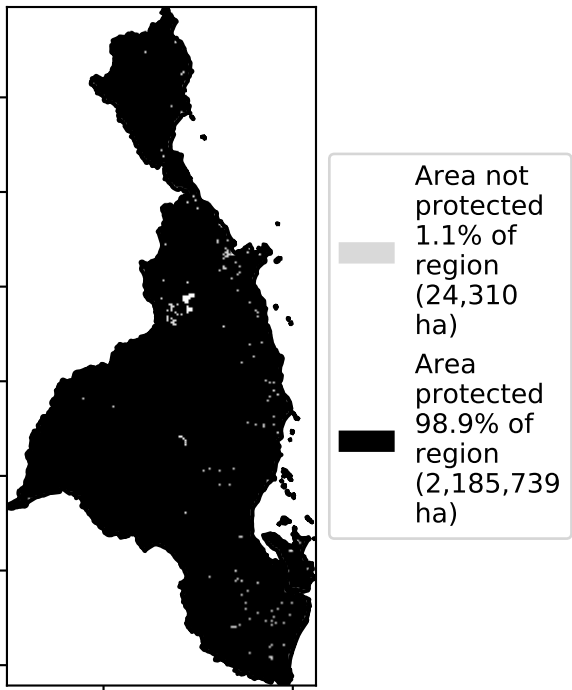 Area not
protected
1.1% of
region
(24,310
ha)
Area
protected
98.9% of
region
(2,185,739
ha)